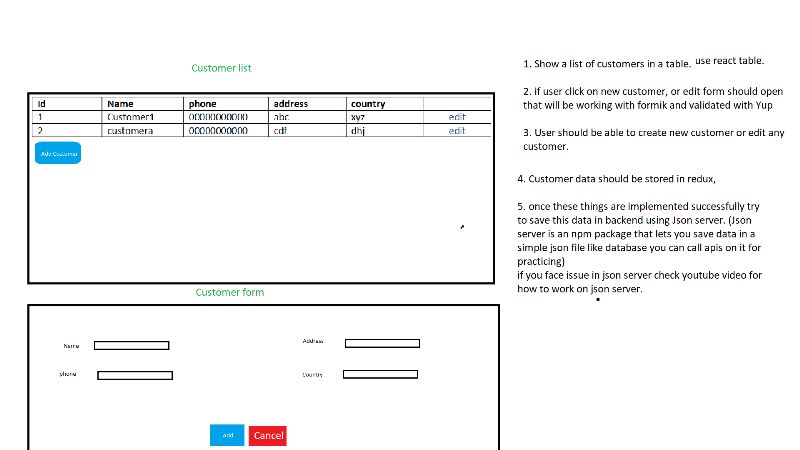 Customer list
Id Name phone address country
1 Customer1 00000000000 abc xyz edit
2 customera 00000000000 cdf dhj edit
Add Customer
Customer form
Name
Address
phone
Country
Add Cancel
1. Show a list of customers in a table. use react table.
2. if user click on new customer, or edit form should open
that will be working with formik and validated with Yup
3. User should be able to create new customer or edit any
customer.
4. Customer data should be stored in redux,
5. once these things are implemented successfully try
to save this data in backend using Json server. (Json
server is an npm package that lets you save data in a
simple json file like database you can call apis on it for
practicing)
if you face issue in json server check youtube video for
how to work on json server.